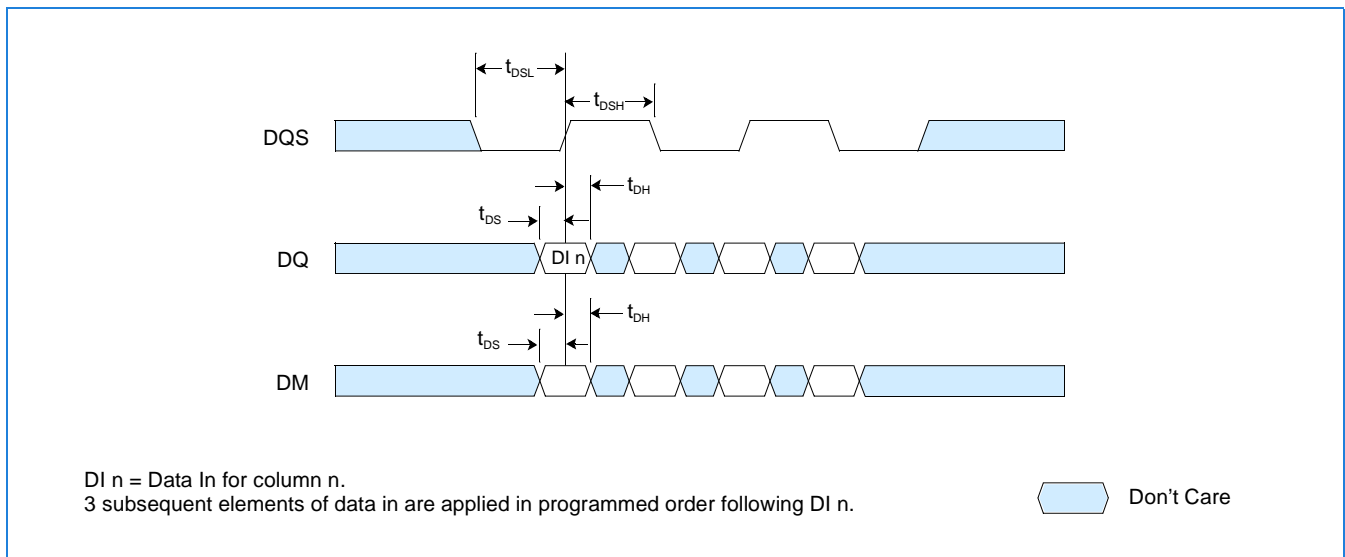 tDSL
tDSH
DQS
tDH
tDS
DQ
DI n
tDH
tDS
DM
DI n = Data In for column n.
3 subsequent elements of data in are applied in programmed order following DI n.
Don't Care